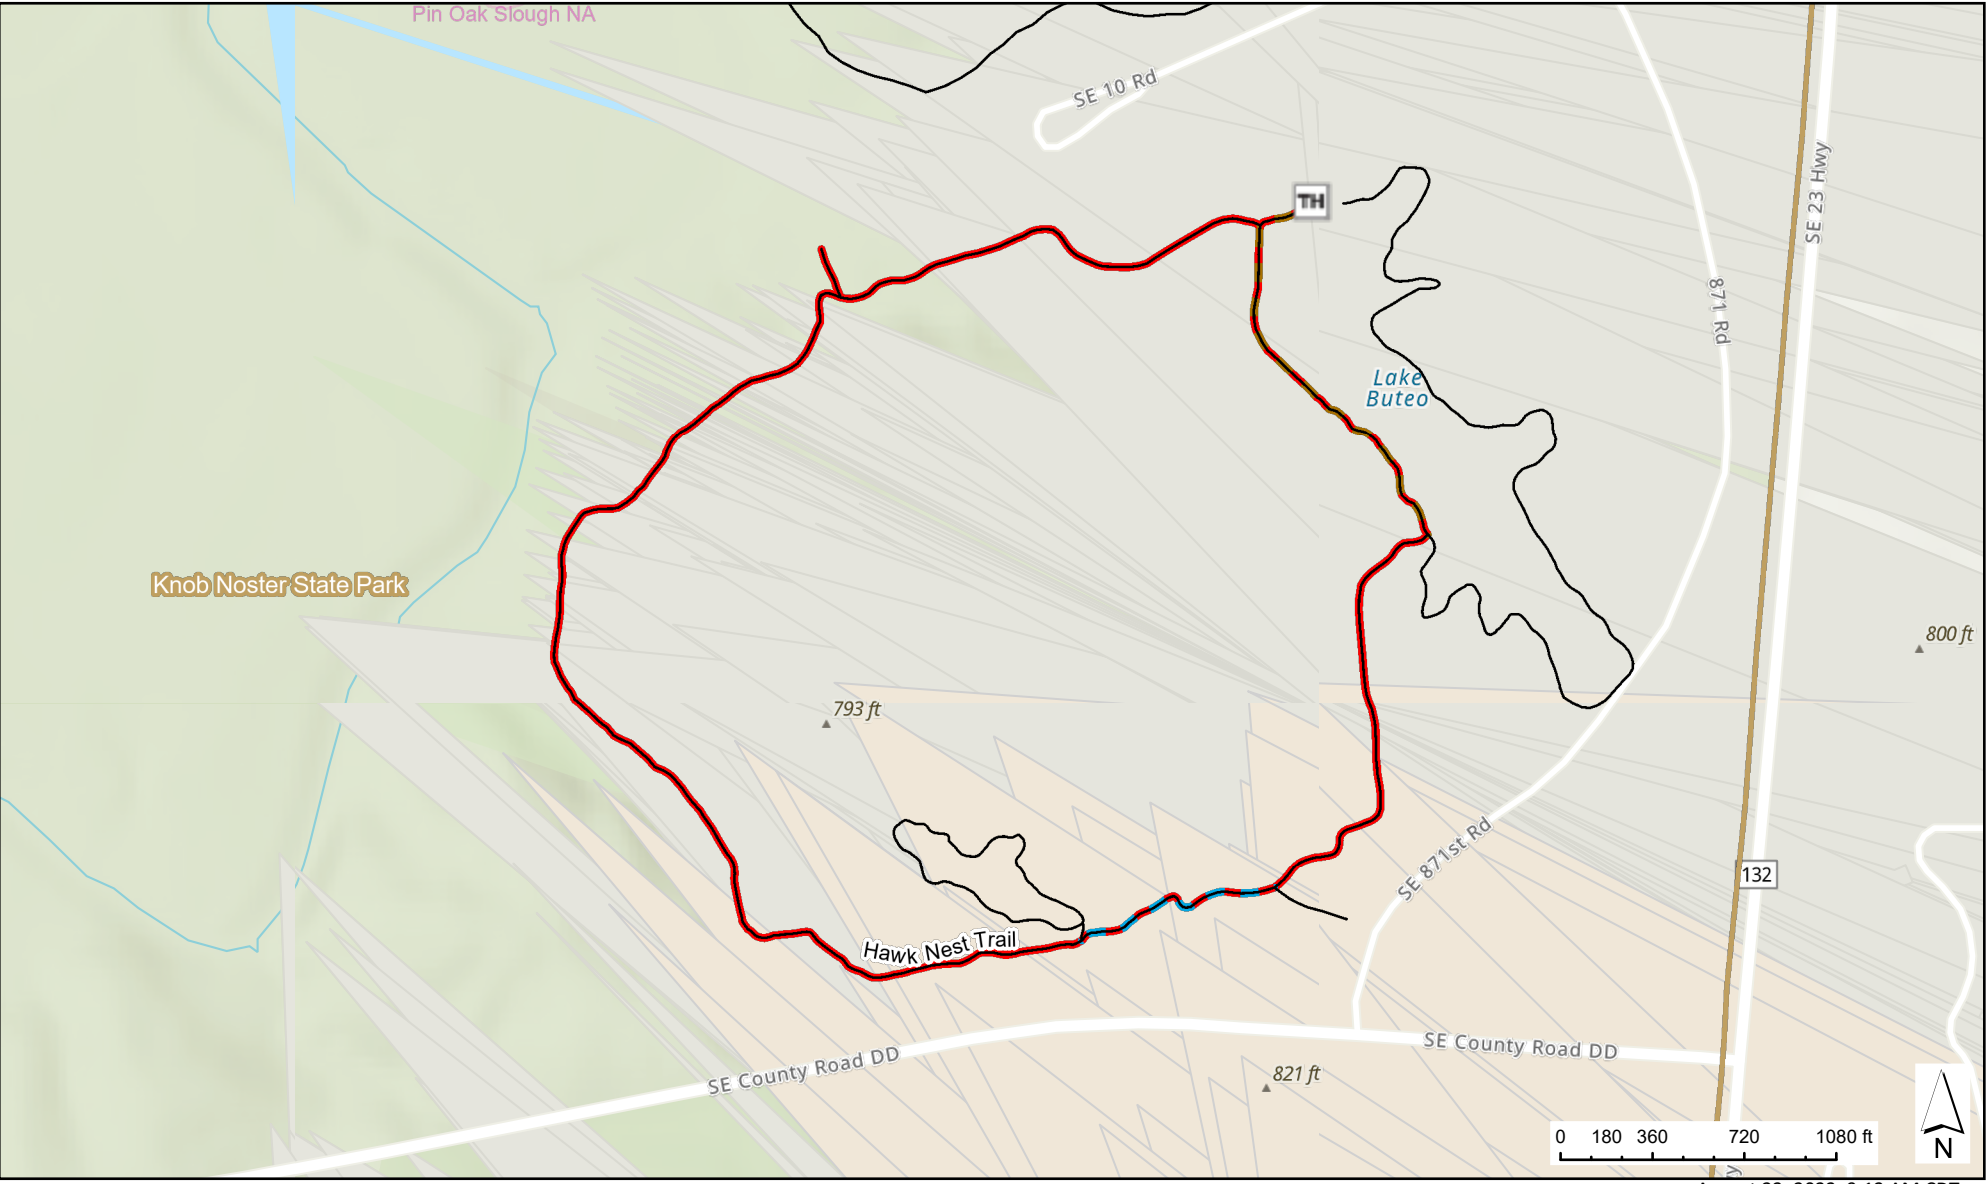 Pin Oak Slough NA
SE 10 Rd
SE 23 Hwy
TH
871 Rd
Lake
Buteo
Knob Noster State Park
800 ft
793 ft
SE 871st Rd
132
Hawk Nest Trail
SE County Road DD
SE County Road DD
821 ft
0 180 360 720 1080 ft
N